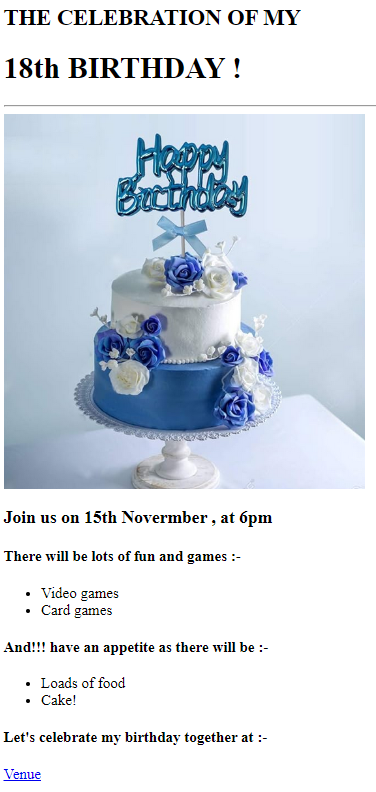 THE CELEBRATION OF MY
18th BIRTHDAY !
Happy
Birthday
Join us on 15th Novermber , at 6pm
There will be lots of fun and games :-
Video games
Card games
And!!! have an appetite as there will be :-
Loads of food
Cake!
Let's celebrate my birthday together at :-
Venue